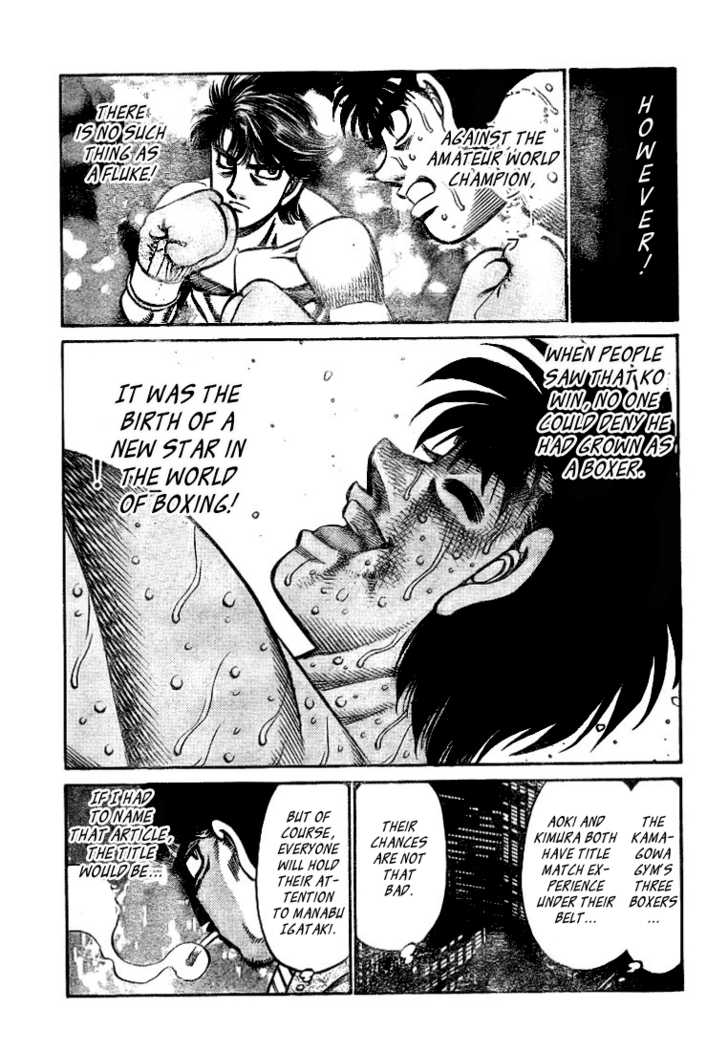 HOWEVER!
AGAINST THE
AMATEUR WORLD
CHAMPION,
THERE
IS NO SUCH
THING AS
A FLUKE!
WHEN PEOPLE
SAW THAT KO
WIN, NO ONE
COULD DENY HE
HAD GROWN AS
A BOXER.
IT WAS THE
BIRTH OF A
NEW STAR IN
THE WORLD
OF BOXING!
!
THE
KAMA-
GOWA
GYM'S
THREE
BOXERS
...
AOKI AND
KIMURA BOTH
HAVE TITLE
MATCH EX-
PERIENCE
UNDER THEIR
BELT...
THEIR
CHANCES
ARE NOT
THAT
BAD.
BUT OF
COURSE,
EVERYONE
WILL HOLD
THEIR AT-
TENTION
TO MANABU
IGATAKI.
IF I HAD
TO NAME
THAT ARTICLE,
THE TITLE
WOULD BE...